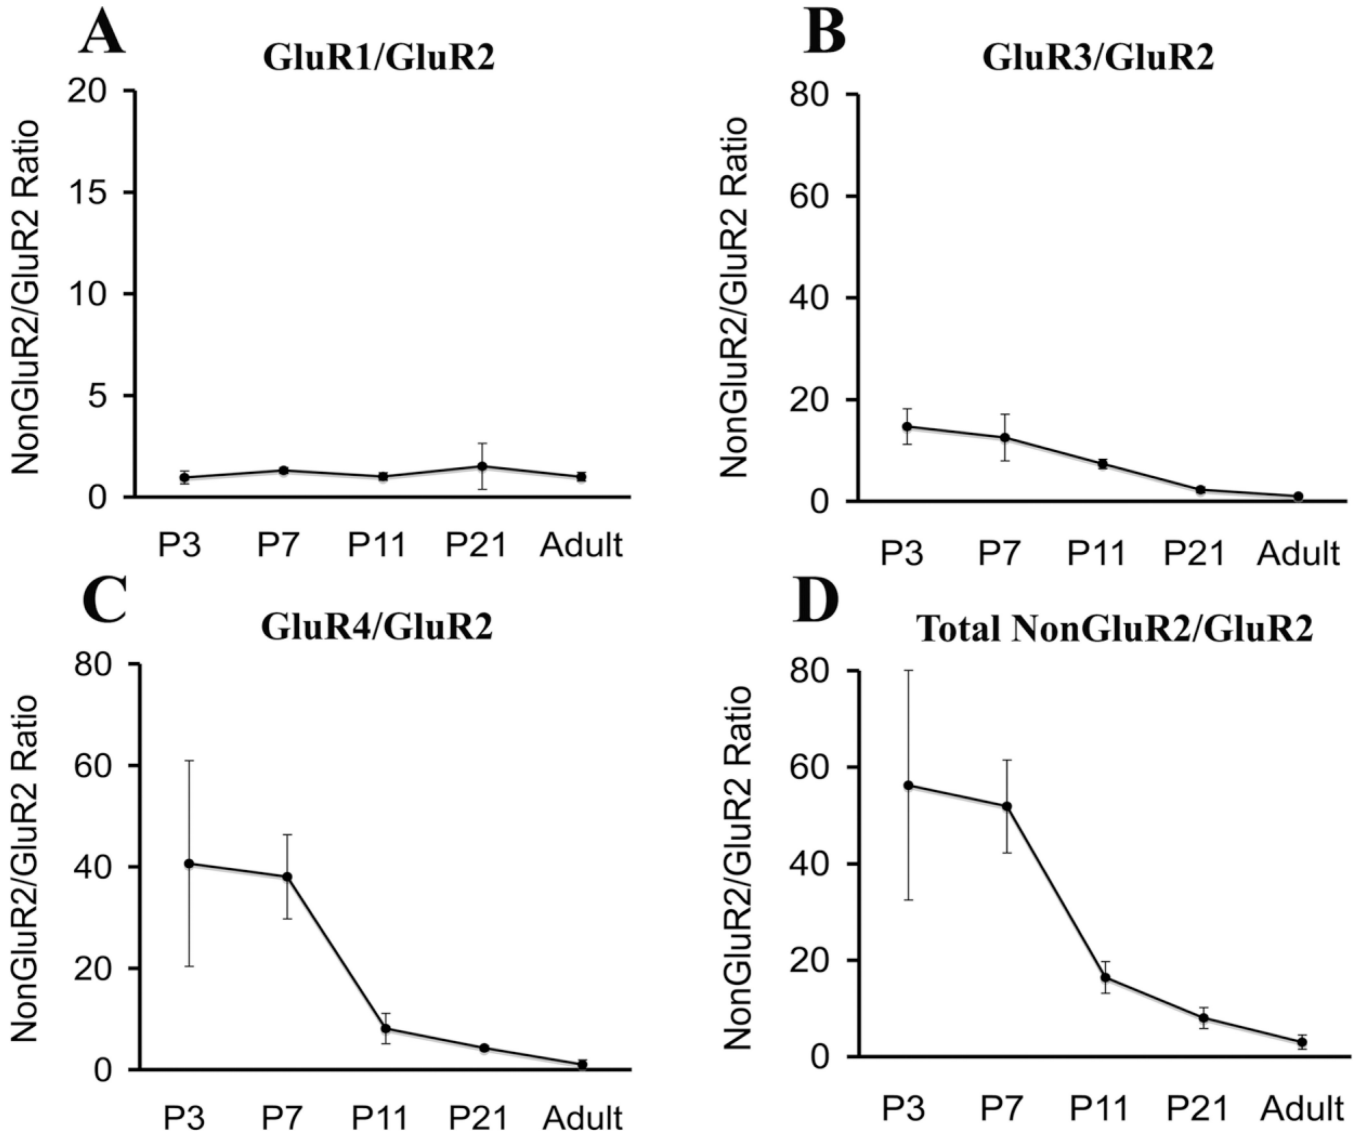 A
GluR1/GluR2
NonGluR2/GluR2 Ratio
20
15
10
5
0
P3 P7 P11 P21 Adult
B
GluR3/GluR2
NonGluR2/GluR2 Ratio
80
60
40
20
0
P3 P7 P11 P21 Adult
C
GluR4/GluR2
NonGluR2/GluR2 Ratio
80
60
40
20
0
P3 P7 P11 P21 Adult
D
Total NonGluR2/GluR2
NonGluR2/GluR2 Ratio
80
60
40
20
0
P3 P7 P11 P21 Adult